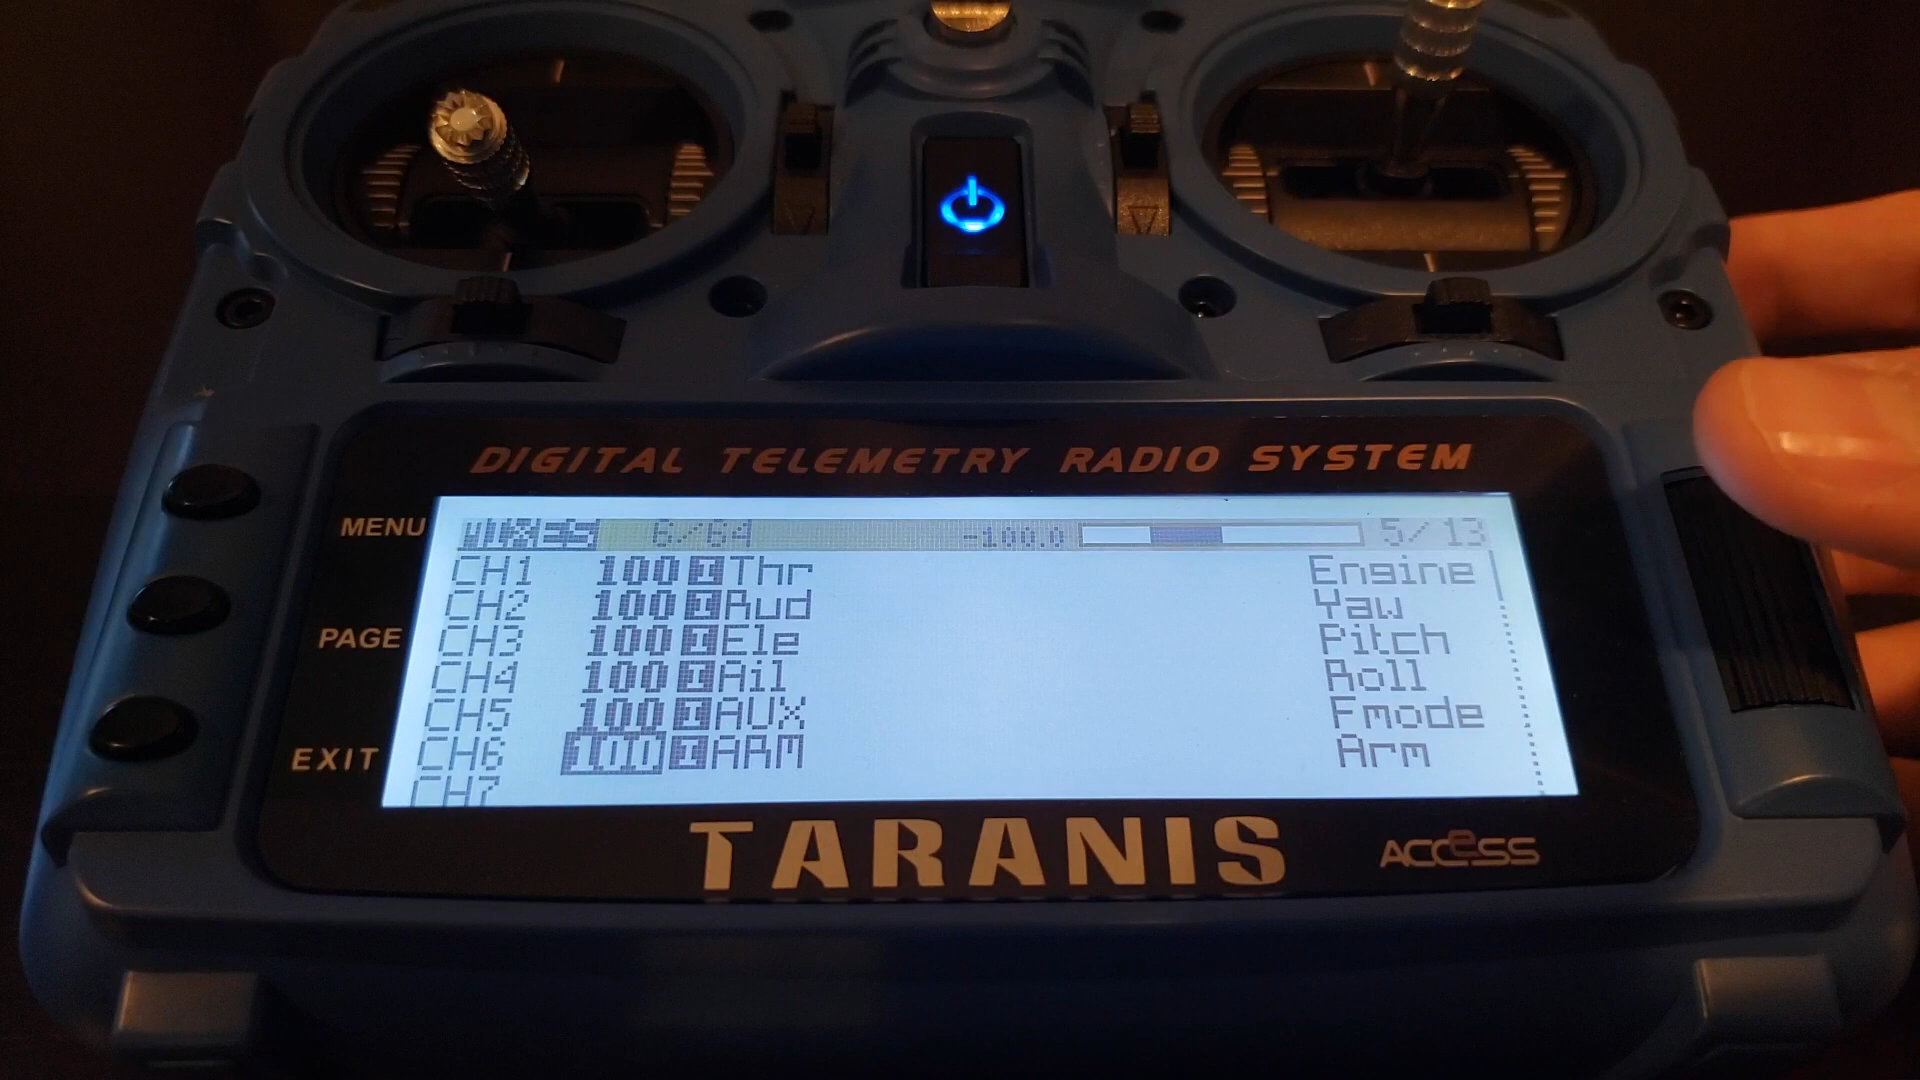 DIGITAL TELEMETRY RADIO SYSTEM
MENU
PAGE
EXIT
6/64 -100.0 5/13
CH1 100 I Thr Engine
CH2 100 I Rud Yaw
CH3 100 I Ele Pitch
CH4 100 I Ail Roll
CH5 100 I AUX Fmode
CH6 100 I ARM Arm
CH7
TARANIS
ACCeSS